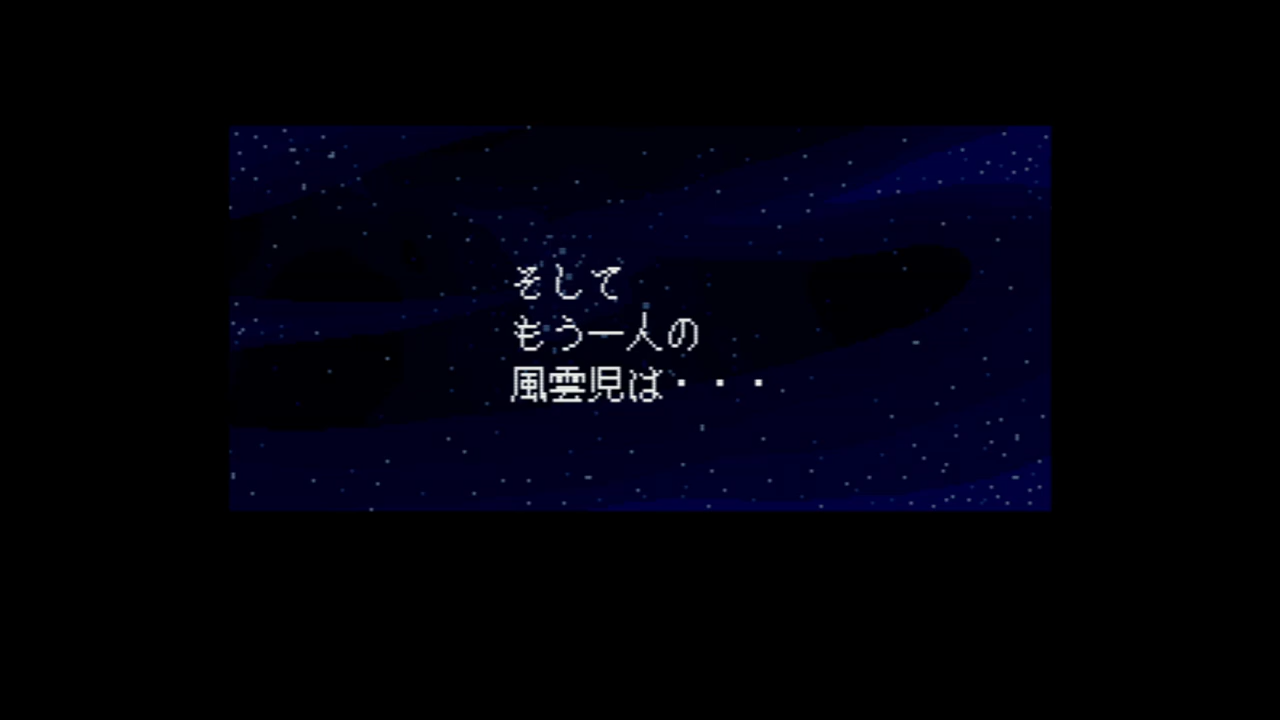 そして
もう一人の
風雲児は・・・